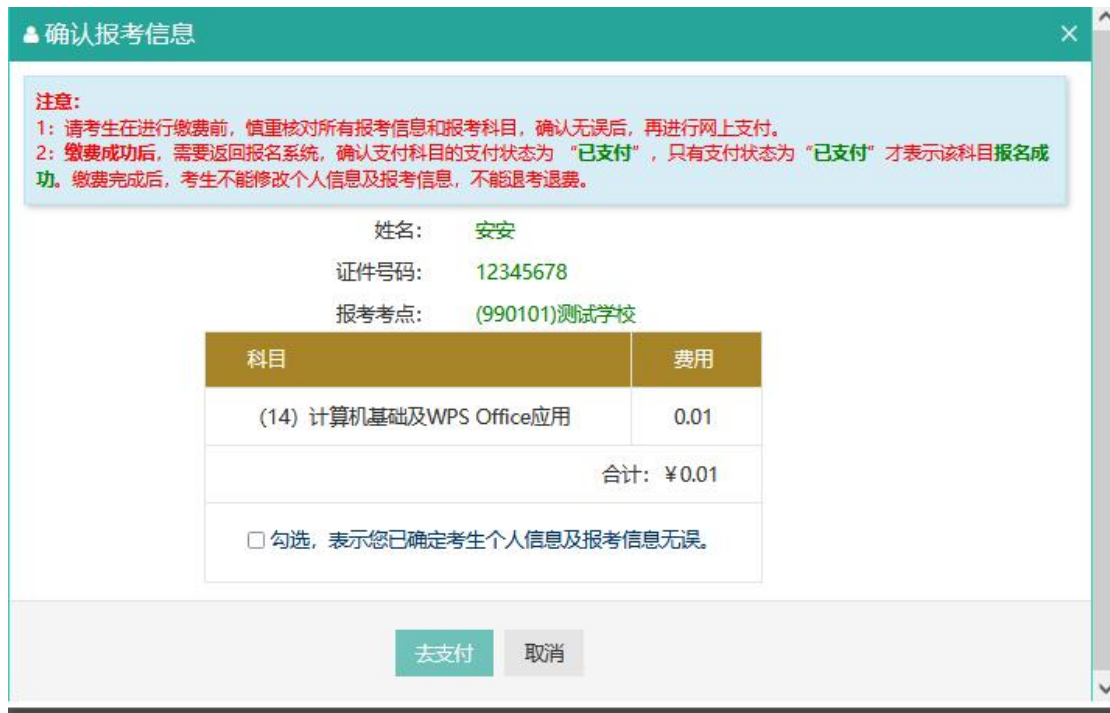 确认报考信息
注意：
1：请考生在进行缴费前，慎重核对所有报考信息和报考科目，确认无误后，再进行网上支付。
2：缴费成功后，需要返回报名系统，确认支付科目的支付状态为 “已支付”，只有支付状态为“已支付”才表示该科目报名成
功。缴费完成后，考生不能修改个人信息及报考信息，不能退考退费。
姓名： 安安
证件号码： 12345678
报考考点： (990101)测试学校
科目 费用
（14）计算机基础及WPS Office应用 0.01
合计：￥0.01
勾选，表示您已确定考生个人信息及报考信息无误。
去支付 取消